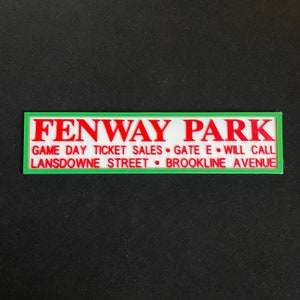 FENWAY PARK
GAME DAY TICKET SALES • GATE E • WILL CALL
LANSDOWNE STREET • BROOKLINE AVENUE